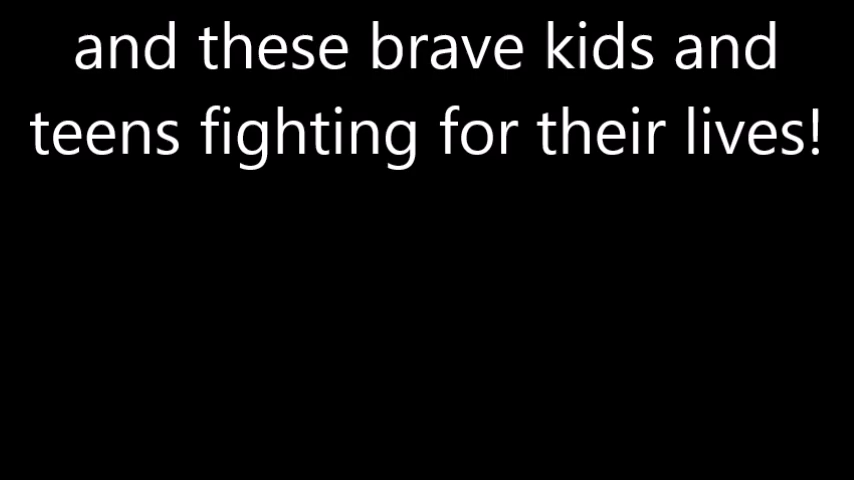 and these brave kids and
teens fighting for their lives!